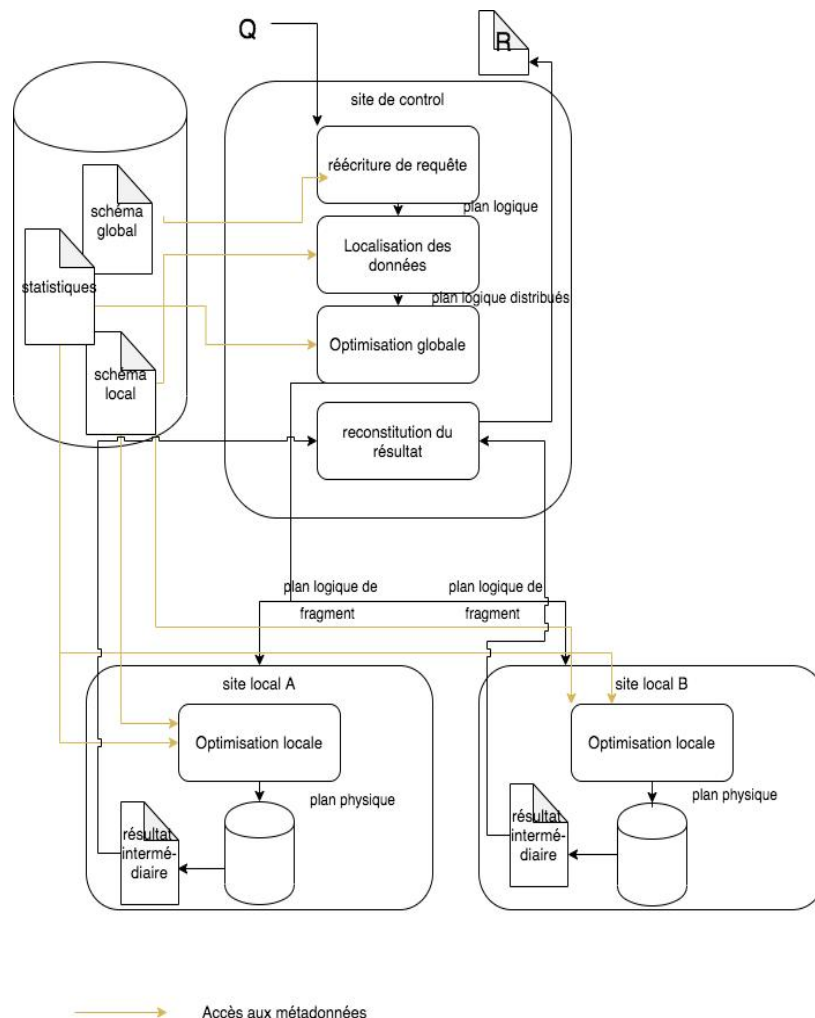 Q
R
site de control
réécriture de requête
plan logique
schéma
global
Localisation des
données
statistiques
plan logique distribués
Optimisation globale
schéma
local
reconstitution du
résultat
plan logique de
fragment
plan logique de
fragment
site local A
site local B
Optimisation locale
Optimisation locale
plan physique
plan physique
résultat
intermé-
diaire
résultat
intermé-
diaire
Accès aux métadonnées